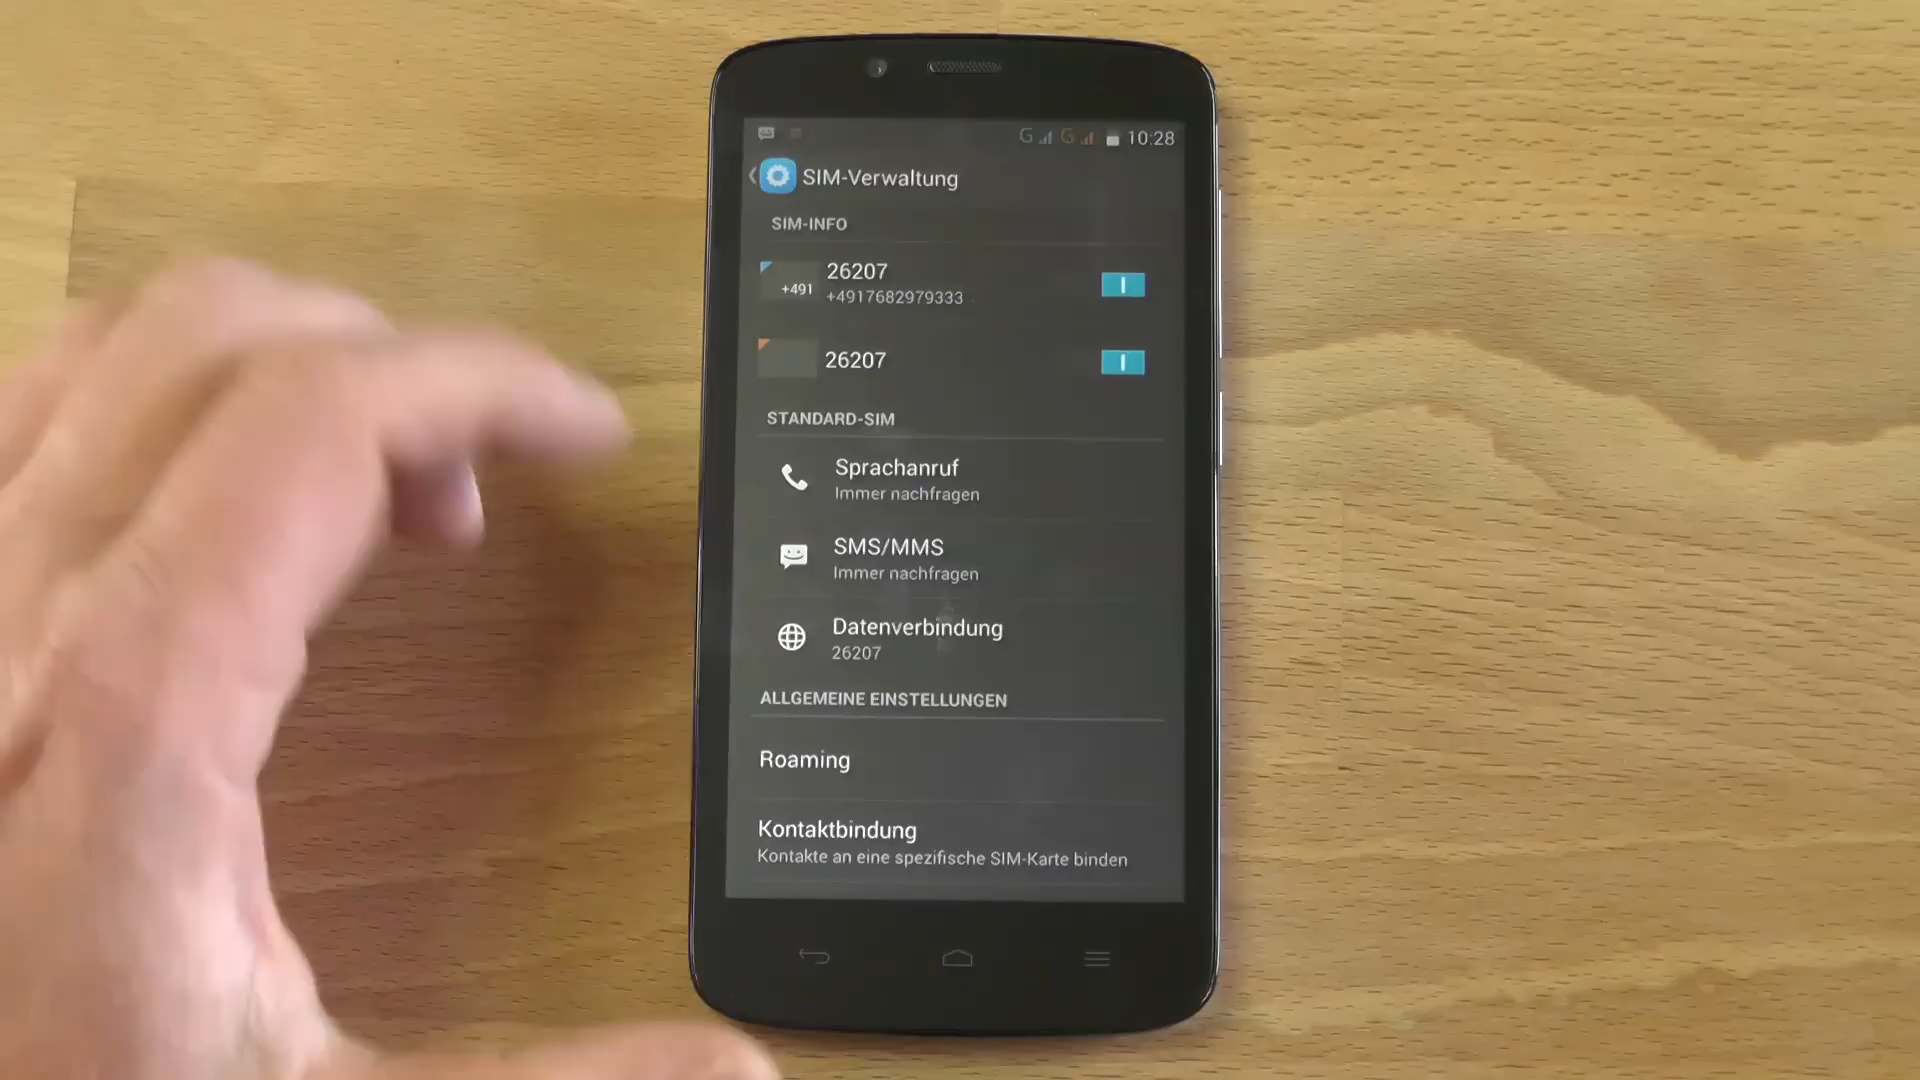 G G 10:28
SIM-Verwaltung
SIM-INFO
26207
+491
+4917682979333
26207
STANDARD-SIM
Sprachanruf
Immer nachfragen
SMS/MMS
Immer nachfragen
Datenverbindung
26207
ALLGEMEINE EINSTELLUNGEN
Roaming
Kontaktbindung
Kontakte an eine spezifische SIM-Karte binden